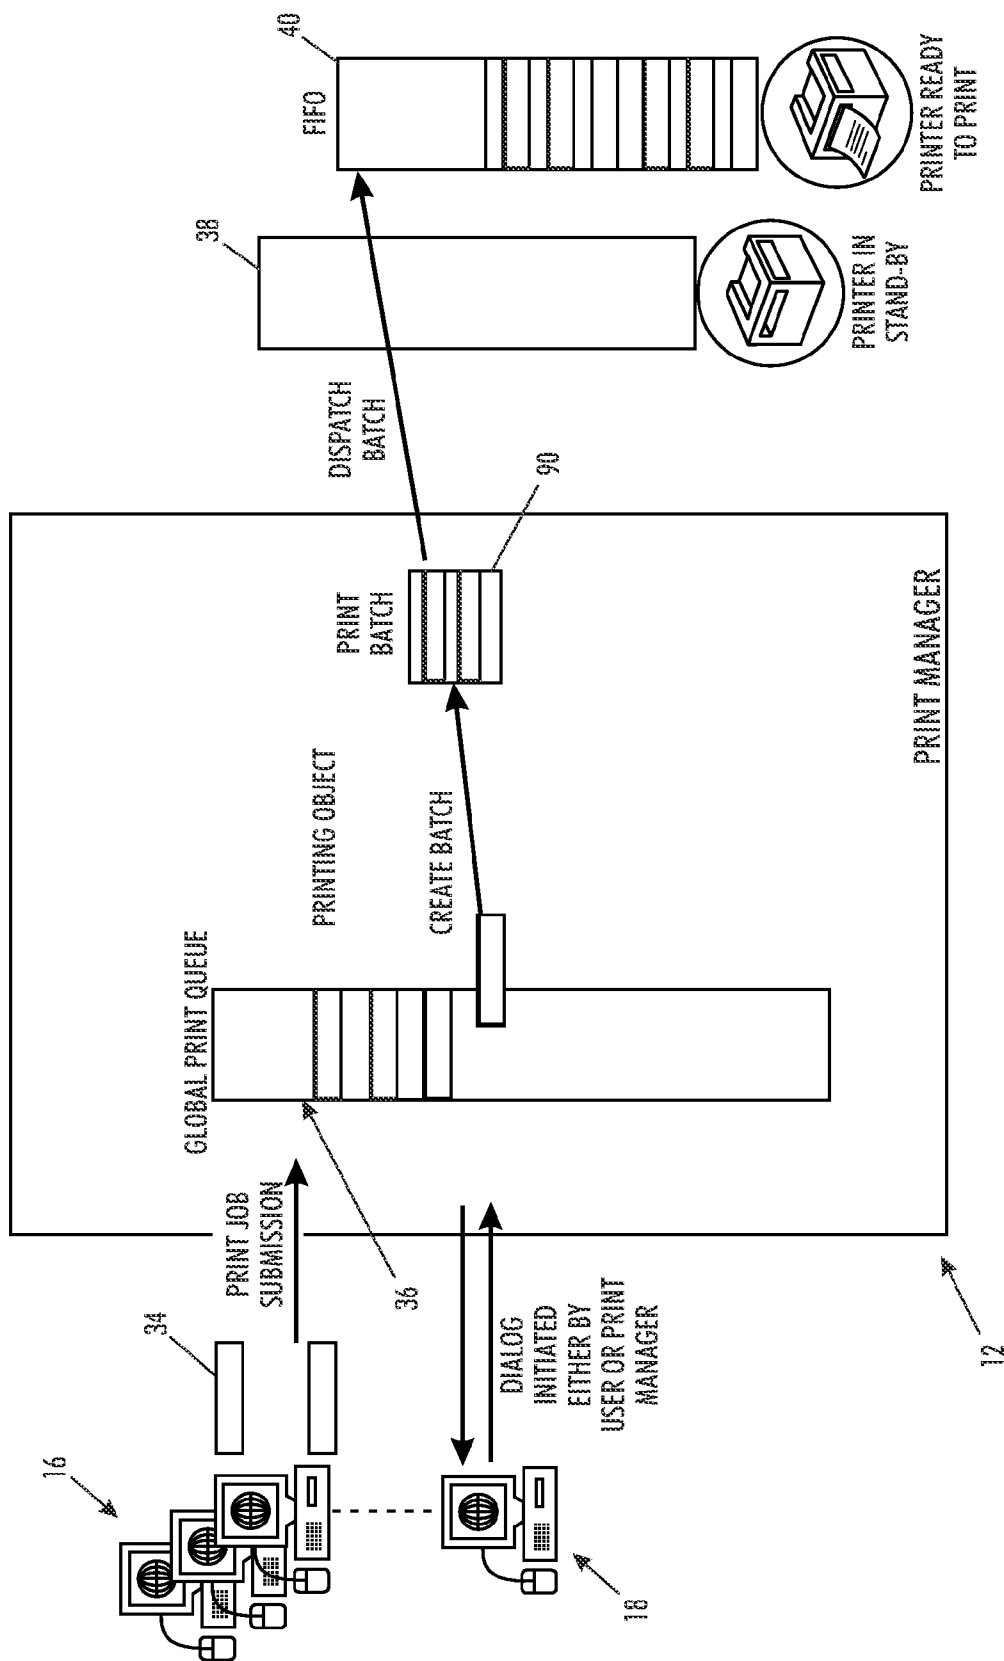 16
34
PRINT JOB
SUBMISSION
36
DIALOG
INITIATED
EITHER BY
USER OR PRINT
MANAGER
18
12
GLOBAL PRINT QUEUE
PRINTING OBJECT
CREATE BATCH
PRINT
BATCH
90
PRINT MANAGER
DISPATCH
BATCH
38
PRINTER IN
STAND-BY
FIFO
40
PRINTER READY
TO PRINT